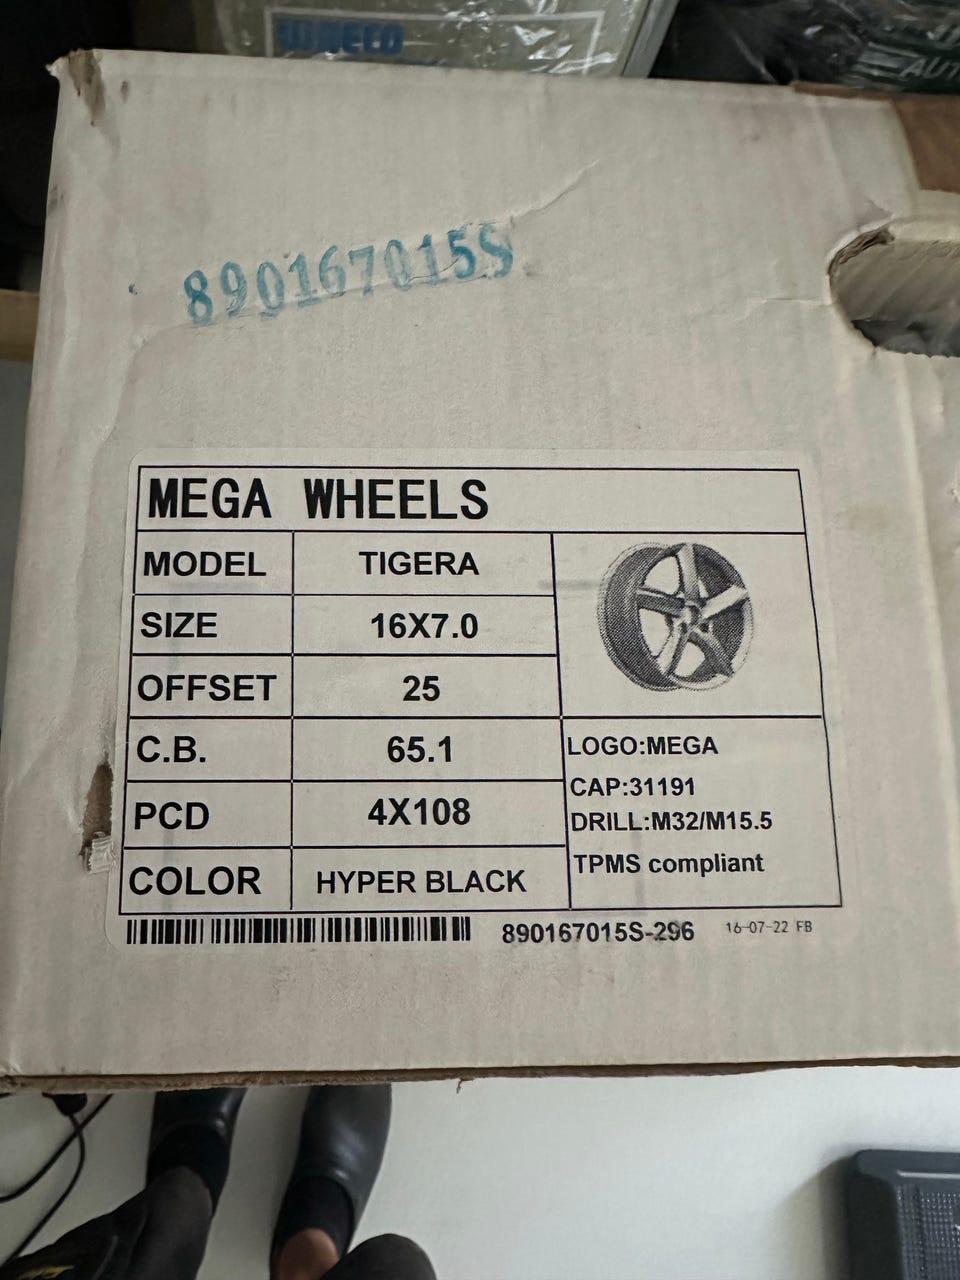 AUT
890167015S
MEGA WHEELS
MODEL TIGERA
SIZE 16X7.0
OFFSET 25
C.B. 65.1
PCD 4X108
COLOR HYPER BLACK
LOGO:MEGA
CAP:31191
DRILL:M32/M15.5
TPMS compliant
890167015S-296 16-07-22 FB